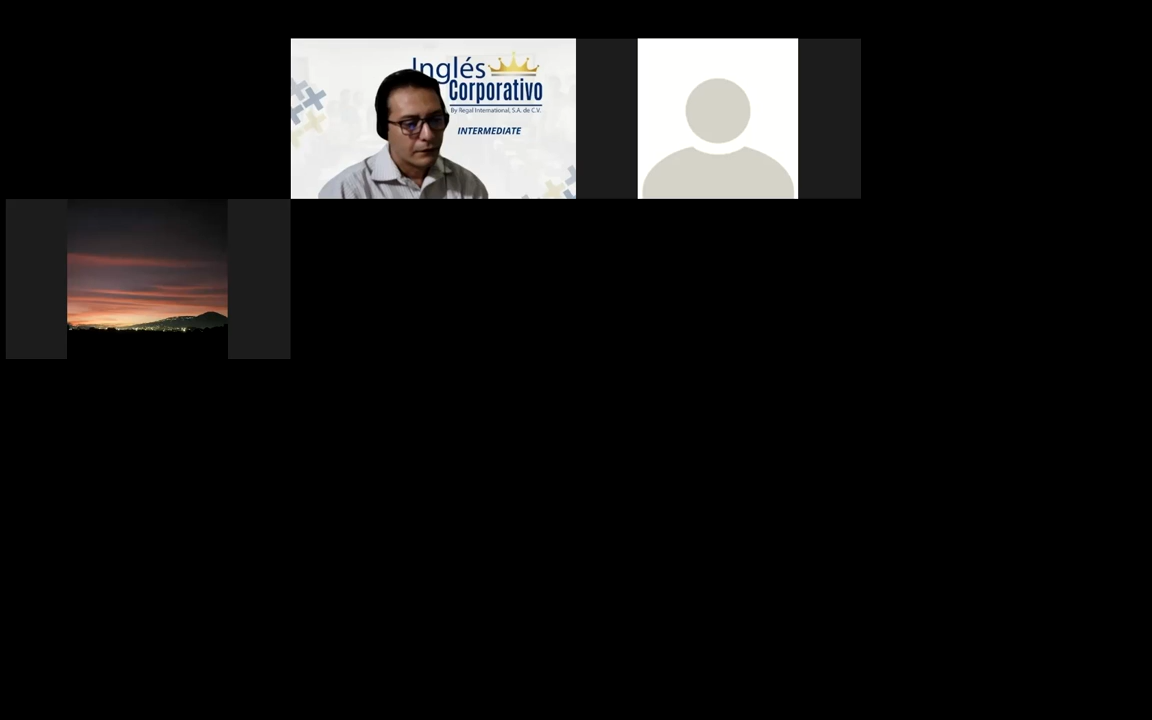 Inglés
Corporativo
By Regal International, S.A. de C.V.
INTERMEDIATE